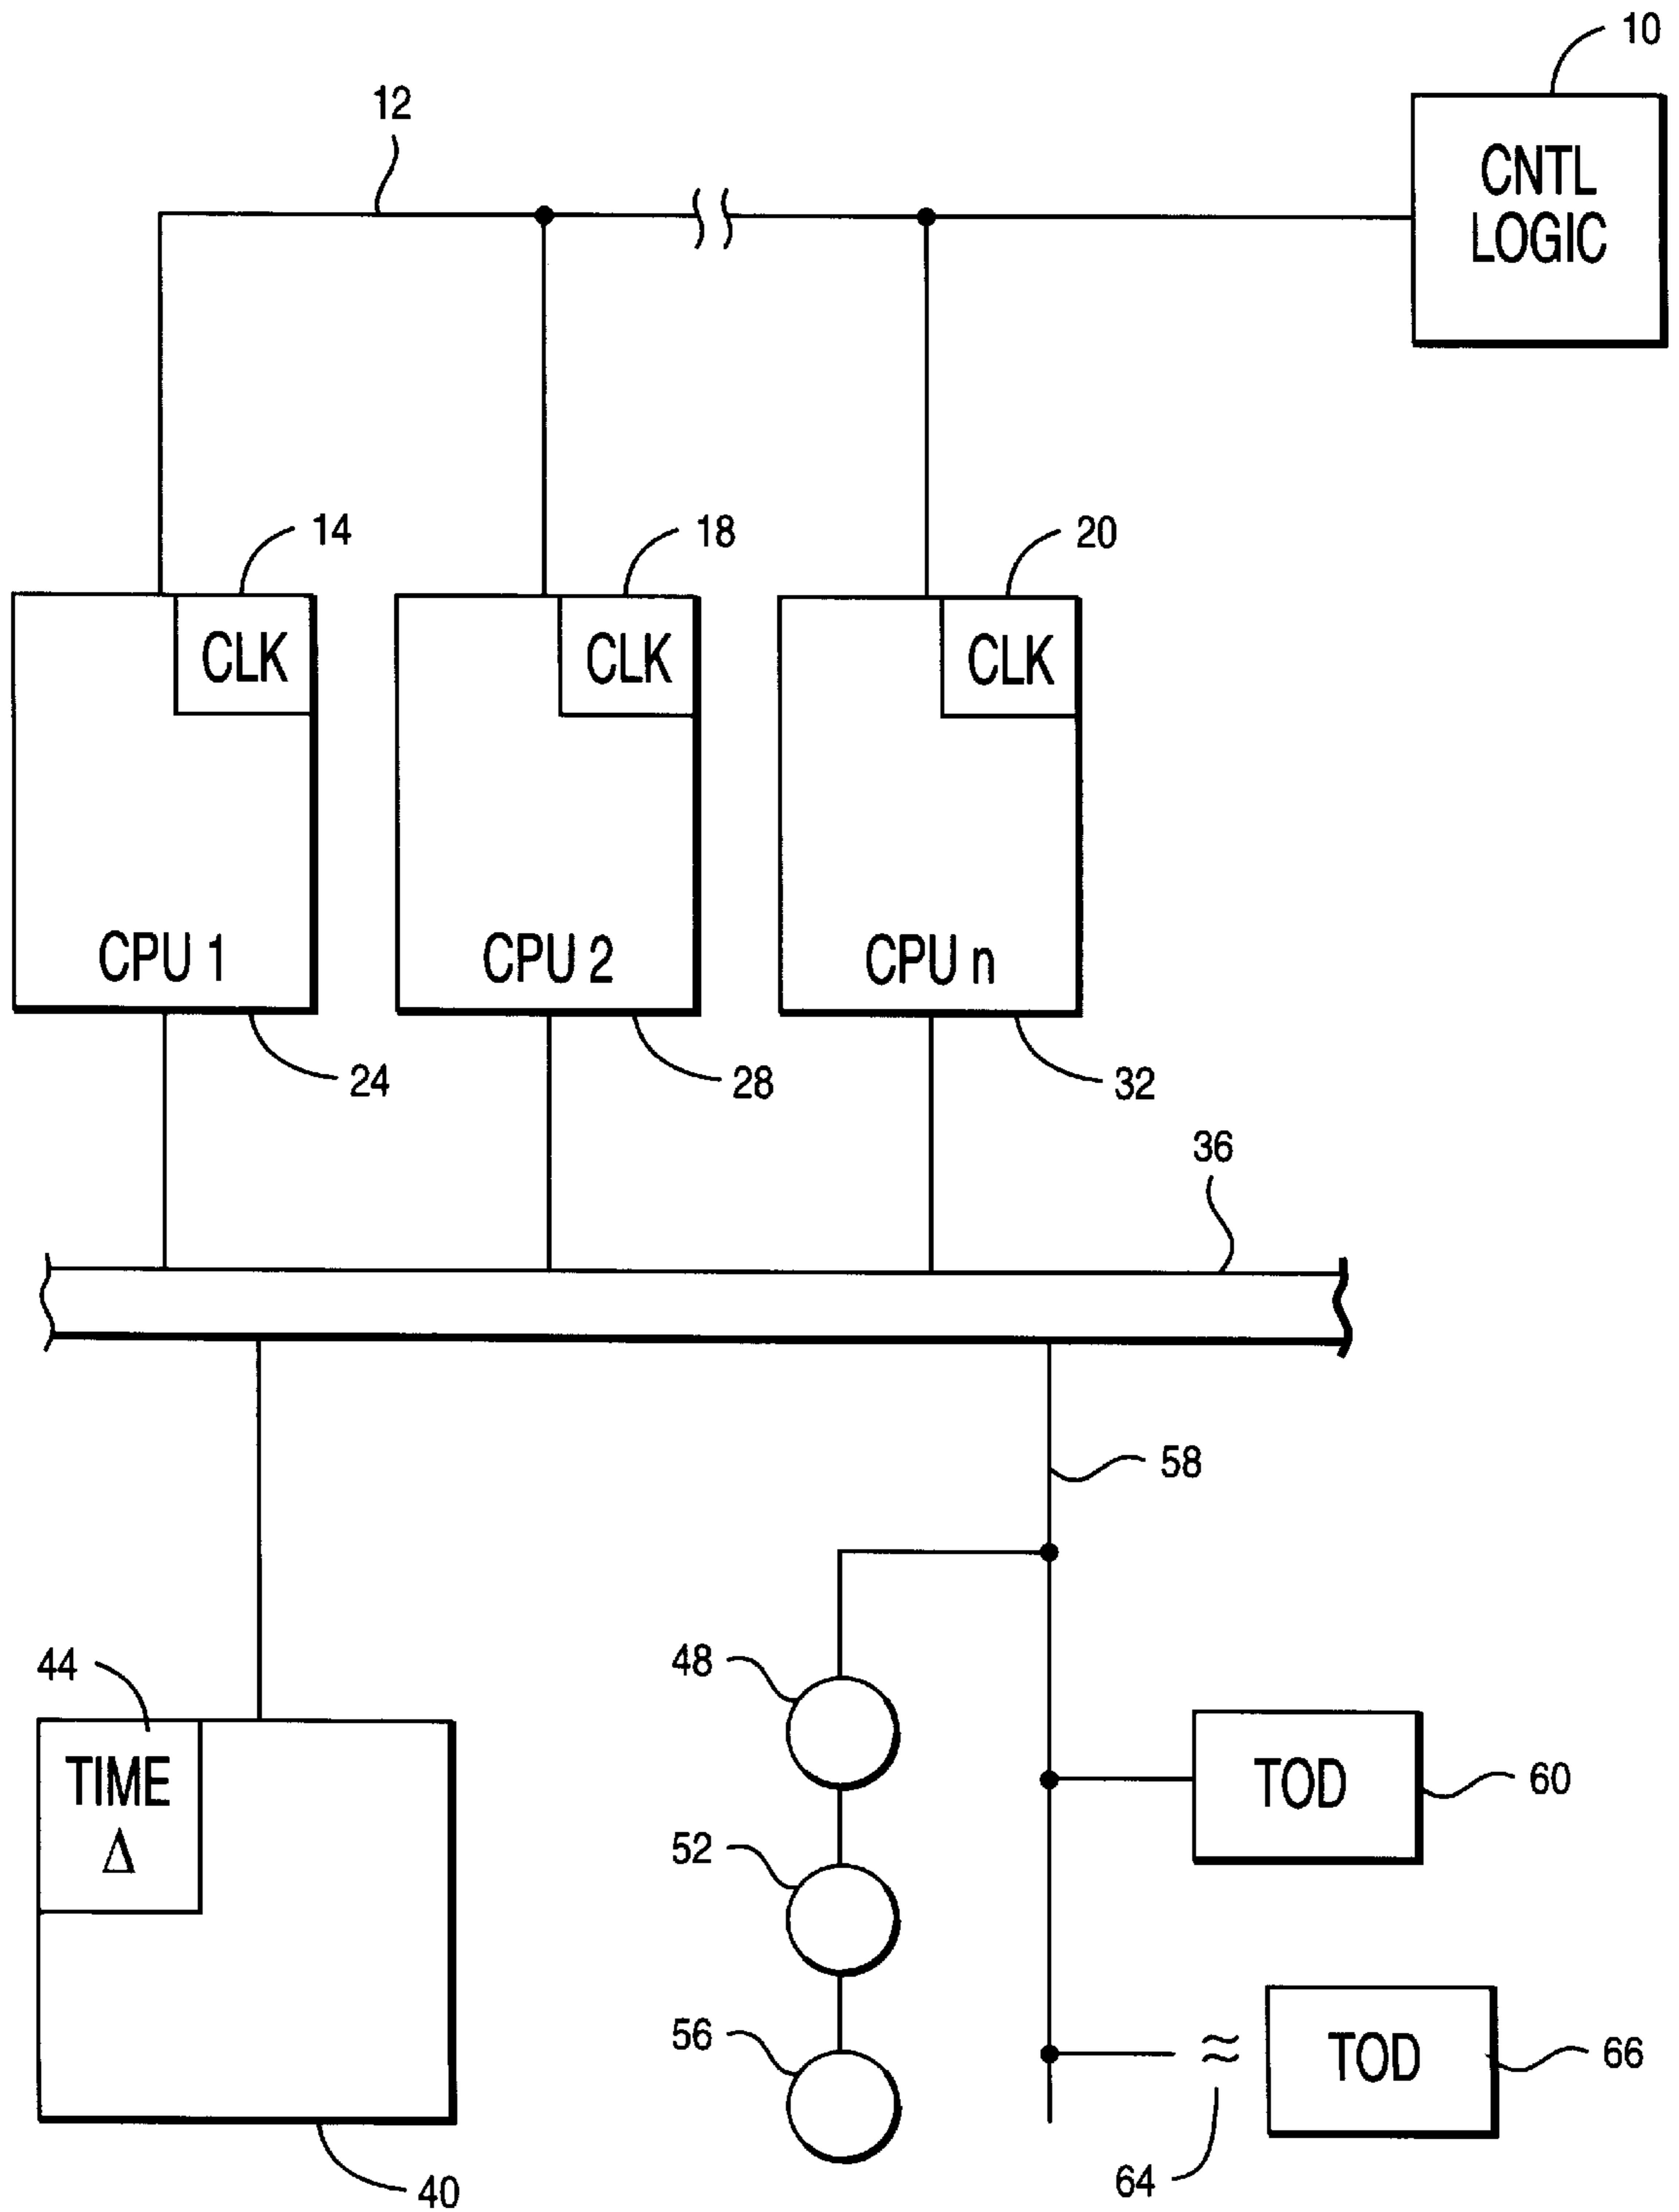 10
12
CNTL
LOGIC
14
18
20
CLK
CLK
CLK
CPU 1
CPU 2
CPU n
24
28
32
36
58
44
48
TIME
Δ
TOD
60
52
56
TOD
66
64
40